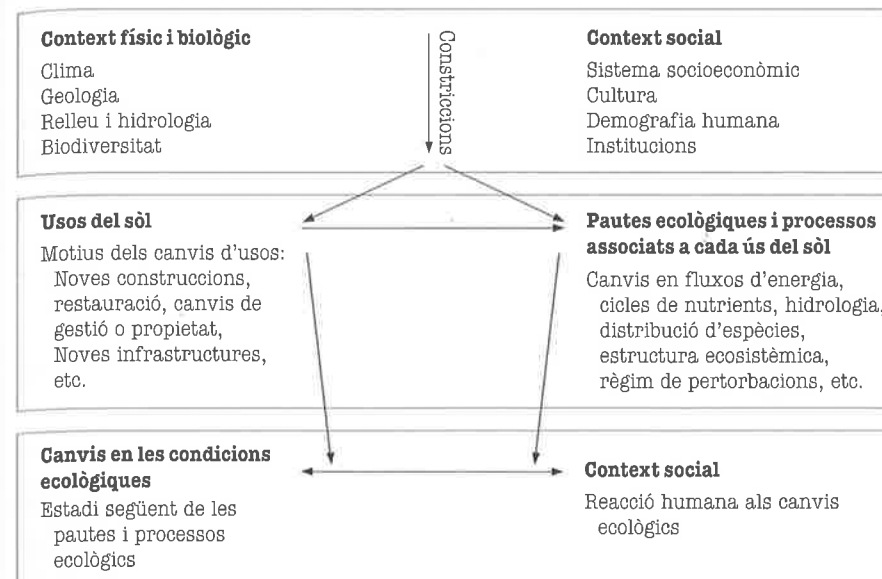 Context físic i biològic
Clima
Geologia
Relleu i hidrologia
Biodiversitat
Constriccions
Context social
Sistema socioeconòmic
Cultura
Demografia humana
Institucions
Usos del sòl
Motius dels canvis d'usos:
Noves construccions,
restauració, canvis de
gestió o propietat,
Noves infrastructures,
etc.
Pautes ecològiques i processos
associats a cada ús del sòl
Canvis en fluxos d'energia,
cicles de nutrients, hidrologia,
distribució d'espècies,
estructura ecosistèmica,
règim de pertorbacions, etc.
Canvis en les condicions
ecològiques
Estadi següent de les
pautes i processos
ecològics
Context social
Reacció humana als canvis
ecològics